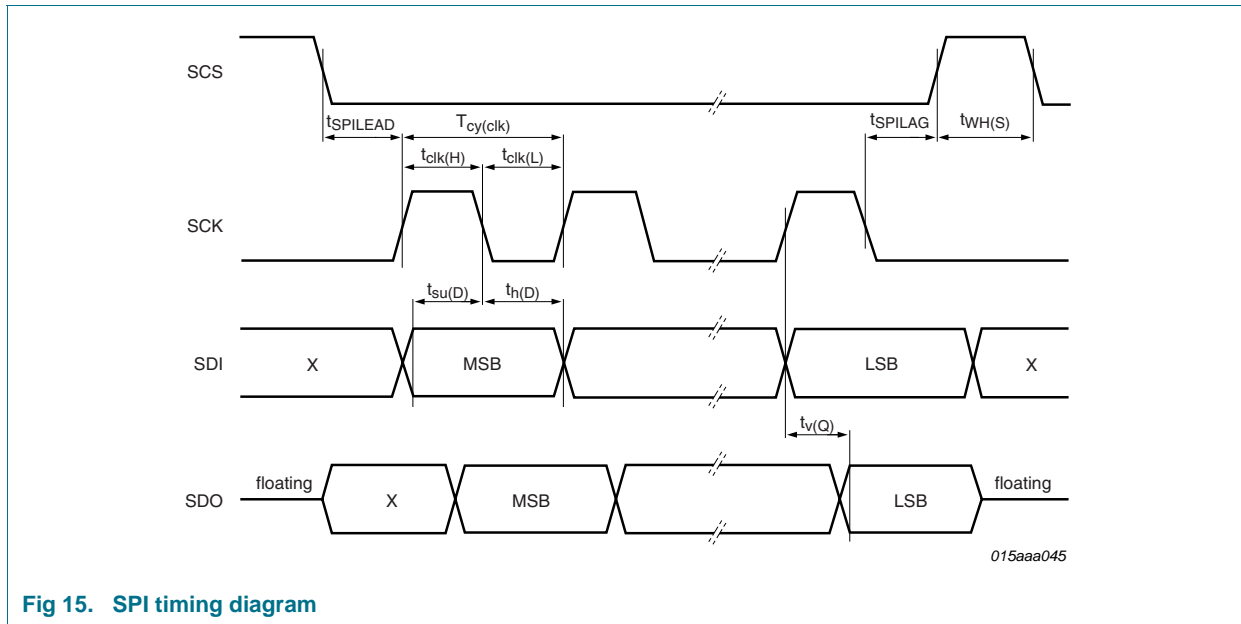 SCS
tSPILEAD
Tcy(clk)
tSPILAG
tWH(S)
tclk(H)
tclk(L)
SCK
tsu(D)
th(D)
SDI
X
MSB
LSB
X
tv(Q)
SDO
floating
X
MSB
LSB
floating
015aaa045
Fig 15. SPI timing diagram